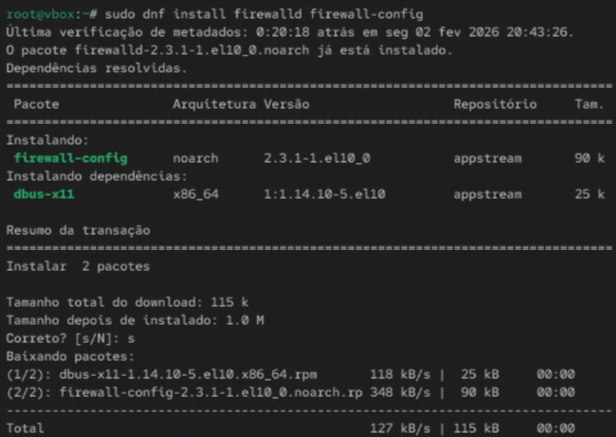 root@vbox:~# sudo dnf install firewalld firewall-config
Última verificação de metadados: 0:20:18 atrás em seg 02 fev 2026 20:43:26.
O pacote firewalld-2.3.1-1.el10_0.noarch já está instalado.
Dependências resolvidas.
================================================================================
Pacote Arquitetura Versão Repositório Tam.
================================================================================
Instalando:
firewall-config noarch 2.3.1-1.el10_0 appstream 90 k
Instalando dependências:
dbus-x11 x86_64 1:1.14.10-5.el10 appstream 25 k

Resumo da transação
================================================================================
Instalar 2 pacotes

Tamanho total do download: 115 k
Tamanho depois de instalado: 1.0 M
Correto? [s/N]: s
Baixando pacotes:
(1/2): dbus-x11-1.14.10-5.el10.x86_64.rpm 118 kB/s | 25 kB 00:00
(2/2): firewall-config-2.3.1-1.el10_0.noarch.rp 348 kB/s | 90 kB 00:00
--------------------------------------------------------------------------------
Total 127 kB/s | 115 kB 00:00